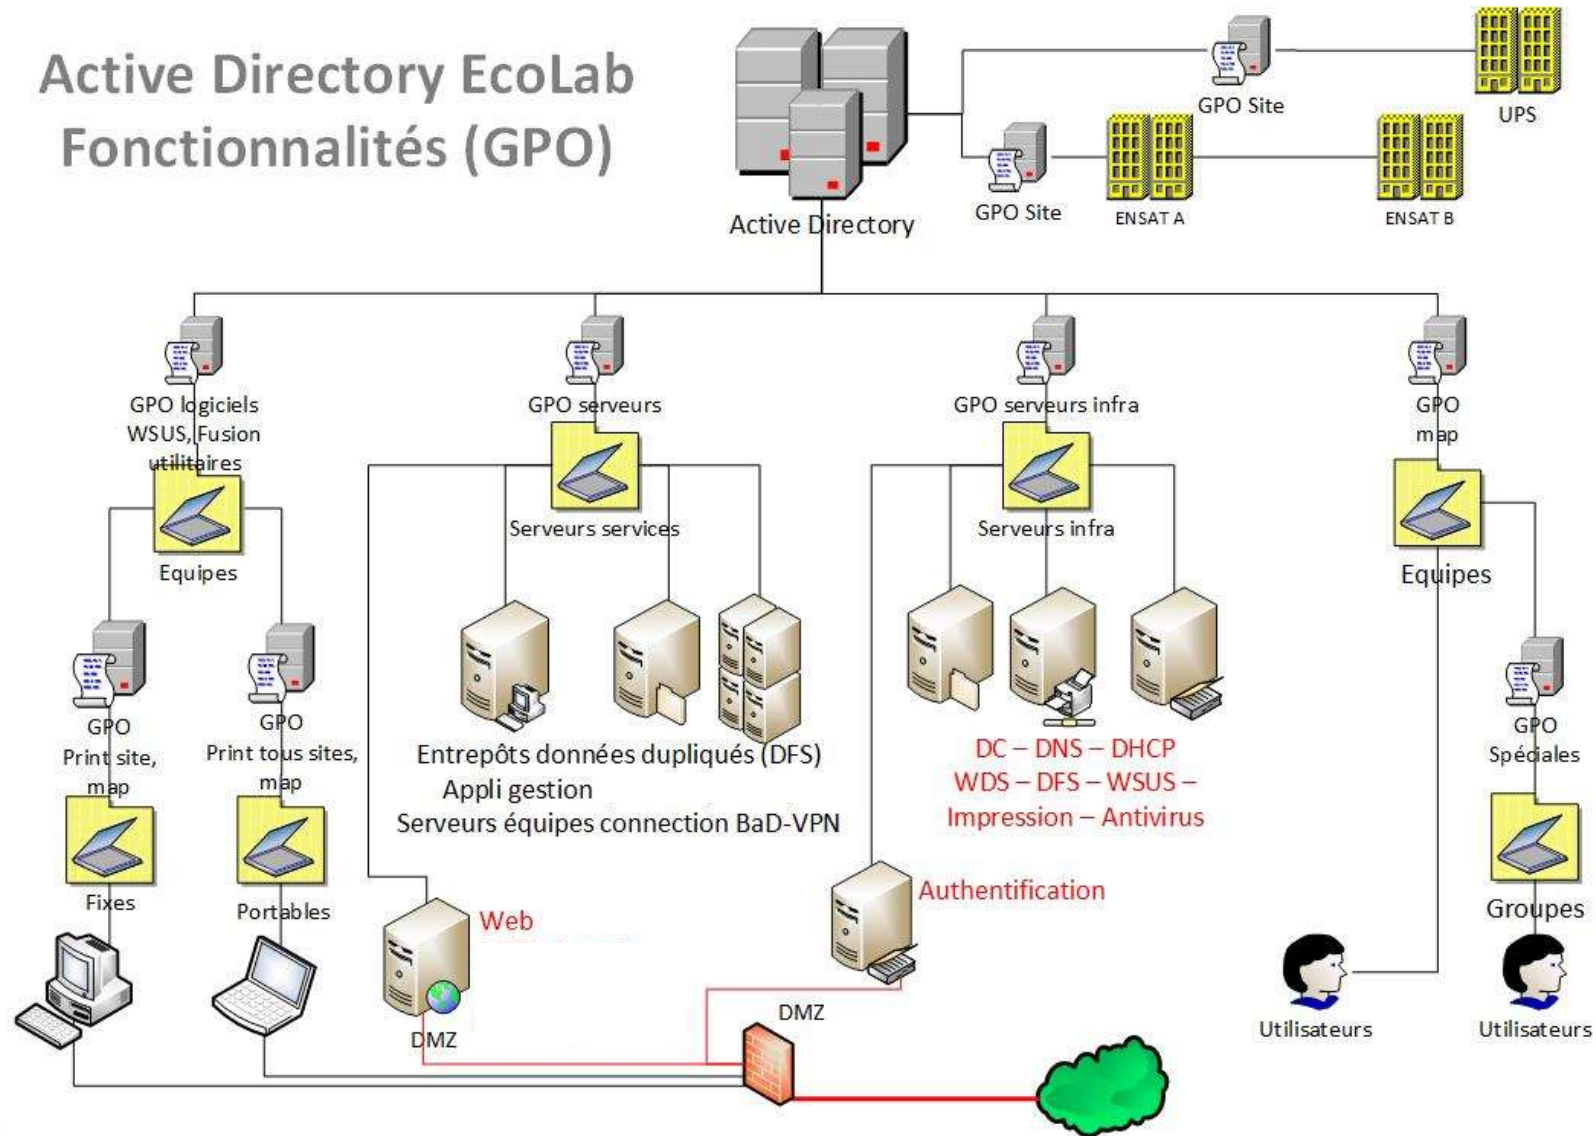 Active Directory EcoLab
Fonctionnalités (GPO)
Active Directory
GPO Site
UPS
GPO Site
ENSAT A
ENSAT B
GPO logiciels
WSUS, Fusion
utilitaires
GPO serveurs
GPO serveurs infra
GPO
map
Equipes
Serveurs services
Serveurs infra
Equipes
GPO
Print site,
map
GPO
Print tous sites,
map
Entrepôts données dupliqués (DFS)
Appli gestion
Serveurs équipes connection BaD-VPN
DC – DNS – DHCP
WDS – DFS – WSUS –
Impression – Antivirus
GPO
Spéciales
Fixes
Portables
Web
Authentification
Groupes
DMZ
DMZ
Utilisateurs
Utilisateurs